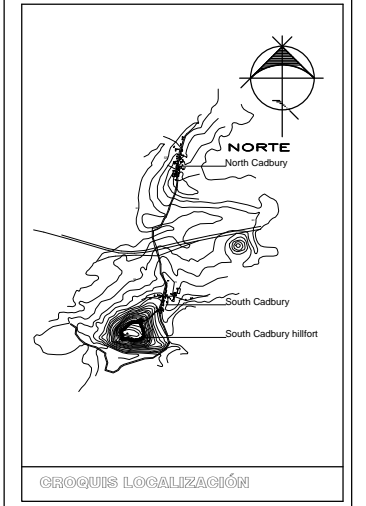 NORTE
North Cadbury
South Cadbury
South Cadbury hillfort
CROQUIS LOCALIZACIÓN